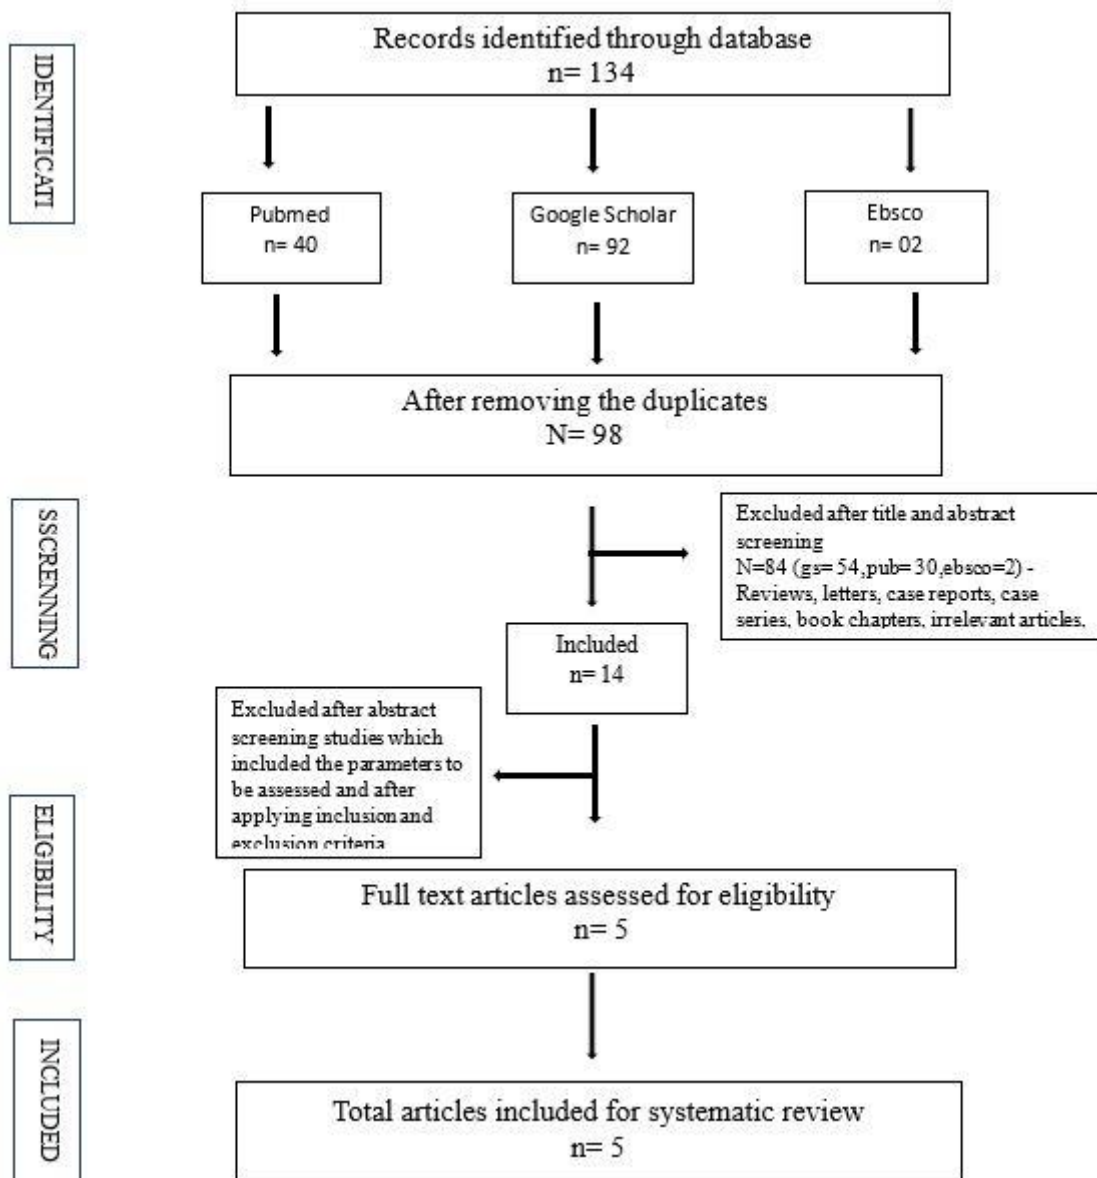 IDENTIFICATI
Records identified through database
n= 134
Pubmed
n= 40
Google Scholar
n= 92
Ebsco
n= 02
After removing the duplicates
N= 98
SSCRENNING
Excluded after title and abstract
screening
N=84 (gs= 54,pub= 30,ebsco=2) -
Reviews, letters, case reports, case
series, book chapters, irrelevant articles.
Included
n= 14
Excluded after abstract
screening studies which
included the parameters to
be assessed and after
applying inclusion and
exclusion criteria
ELIGIBILITY
Full text articles assessed for eligibility
n= 5
INCLUDED
Total articles included for systematic review
n= 5